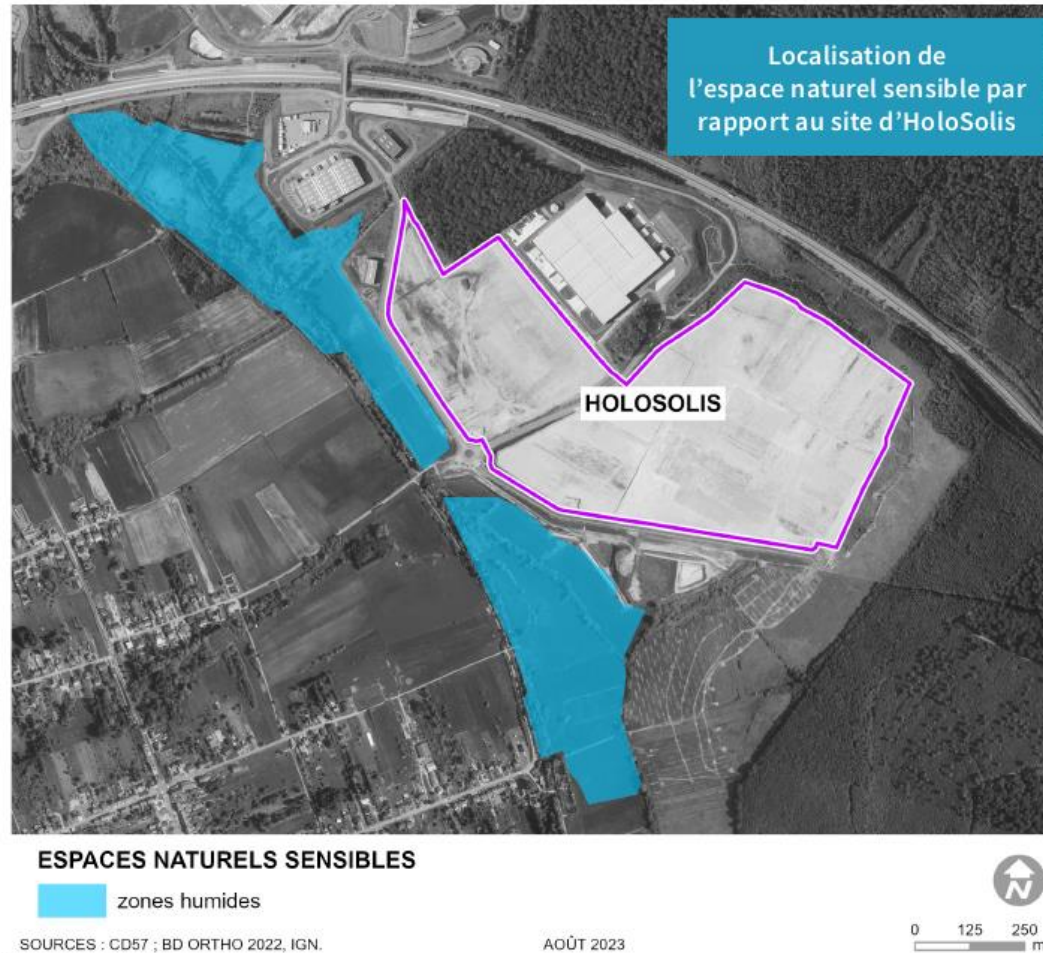 Localisation de
l’espace naturel sensible par
rapport au site d’HoloSolis
HOLOSOLIS
ESPACES NATURELS SENSIBLES
zones humides
N
SOURCES : CD57 ; BD ORTHO 2022, IGN.
AOÛT 2023
0 125 250
m